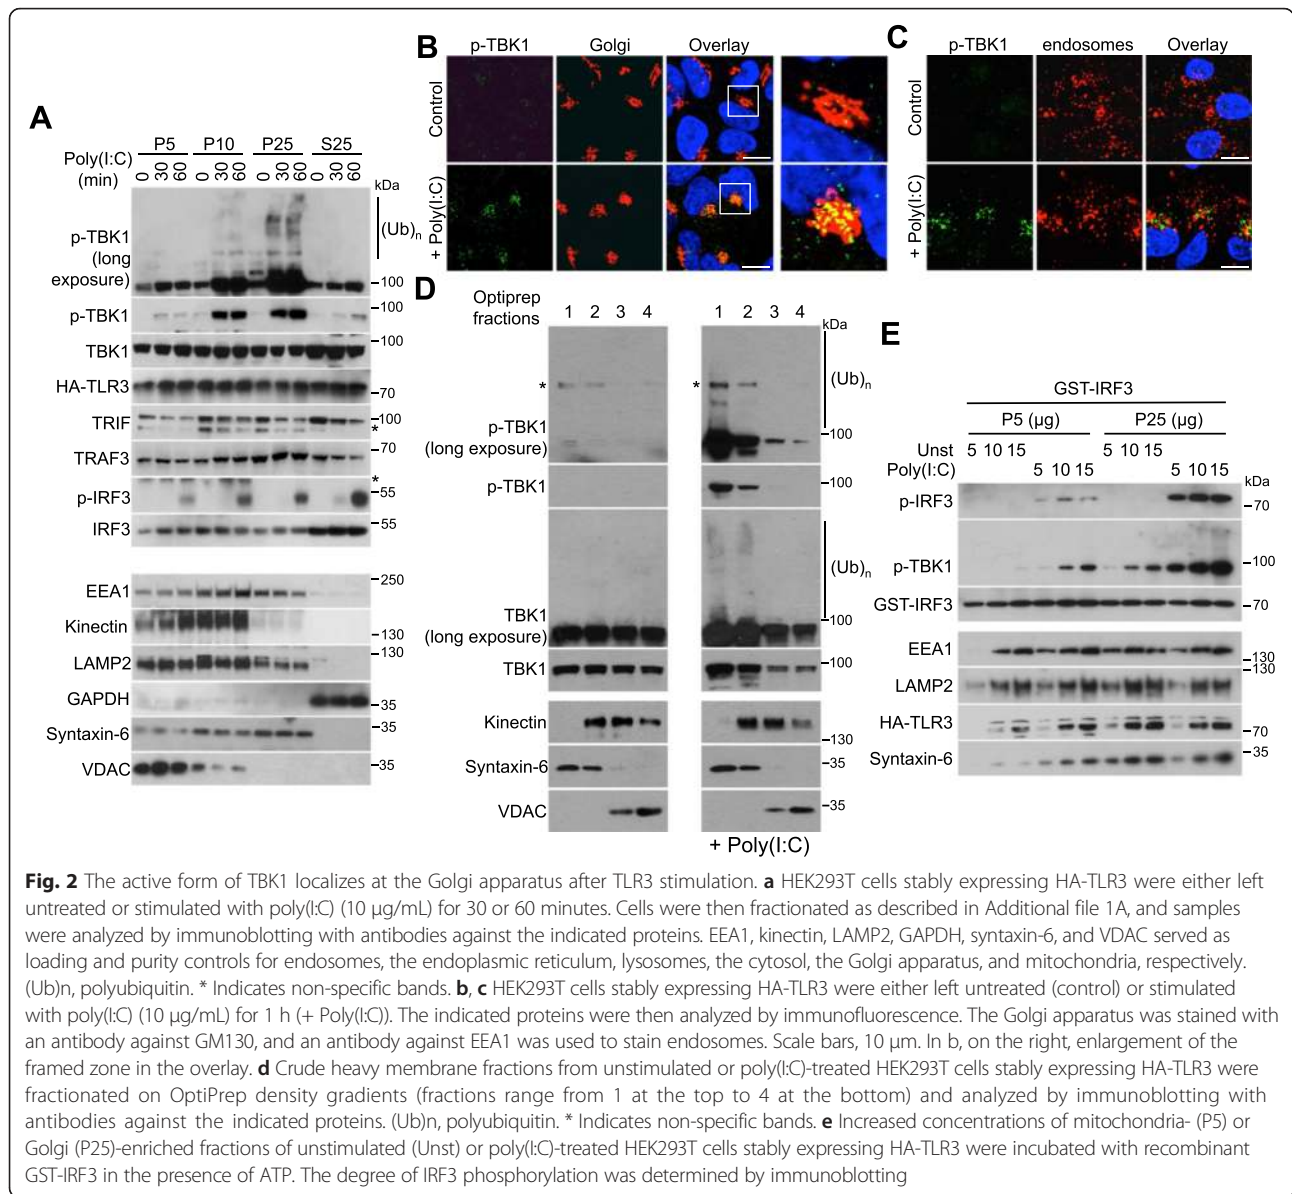 A
P5 P10 P25 S25
Poly(I:C)
(min)
0 30 60 0 30 60 0 30 60 0 30 60
kDa
p-TBK1
(long
exposure)
(Ub)n
100
p-TBK1
100
TBK1
100
HA-TLR3
70
TRIF
100
*
TRAF3
70
*
p-IRF3
55
IRF3
55
EEA1
250
Kinectin
130
LAMP2
130
GAPDH
35
Syntaxin-6
35
VDAC
35
B
p-TBK1 Golgi Overlay
Control
+ Poly(I:C)
C
p-TBK1 endosomes Overlay
Control
+ Poly(I:C)
D
Optiprep
fractions
1 2 3 4 1 2 3 4
kDa
* *
(Ub)n
p-TBK1
(long exposure)
100
p-TBK1
100
(Ub)n
TBK1
(long exposure)
100
TBK1
100
Kinectin
130
Syntaxin-6
35
VDAC
35
+ Poly(I:C)
E
GST-IRF3
P5 (µg) P25 (µg)
Unst 5 10 15 5 10 15
Poly(I:C) 5 10 15 5 10 15
kDa
p-IRF3
70
p-TBK1
100
GST-IRF3
70
EEA1
130
LAMP2
130
HA-TLR3
70
Syntaxin-6
35
Fig. 2 The active form of TBK1 localizes at the Golgi apparatus after TLR3 stimulation. a HEK293T cells stably expressing HA-TLR3 were either left
untreated or stimulated with poly(I:C) (10 µg/mL) for 30 or 60 minutes. Cells were then fractionated as described in Additional file 1A, and samples
were analyzed by immunoblotting with antibodies against the indicated proteins. EEA1, kinectin, LAMP2, GAPDH, syntaxin-6, and VDAC served as
loading and purity controls for endosomes, the endoplasmic reticulum, lysosomes, the cytosol, the Golgi apparatus, and mitochondria, respectively.
(Ub)n, polyubiquitin. * Indicates non-specific bands. b, c HEK293T cells stably expressing HA-TLR3 were either left untreated (control) or stimulated
with poly(I:C) (10 µg/mL) for 1 h (+ Poly(I:C)). The indicated proteins were then analyzed by immunofluorescence. The Golgi apparatus was stained with
an antibody against GM130, and an antibody against EEA1 was used to stain endosomes. Scale bars, 10 µm. In b, on the right, enlargement of the
framed zone in the overlay. d Crude heavy membrane fractions from unstimulated or poly(I:C)-treated HEK293T cells stably expressing HA-TLR3 were
fractionated on OptiPrep density gradients (fractions range from 1 at the top to 4 at the bottom) and analyzed by immunoblotting with
antibodies against the indicated proteins. (Ub)n, polyubiquitin. * Indicates non-specific bands. e Increased concentrations of mitochondria- (P5) or
Golgi (P25)-enriched fractions of unstimulated (Unst) or poly(I:C)-treated HEK293T cells stably expressing HA-TLR3 were incubated with recombinant
GST-IRF3 in the presence of ATP. The degree of IRF3 phosphorylation was determined by immunoblotting